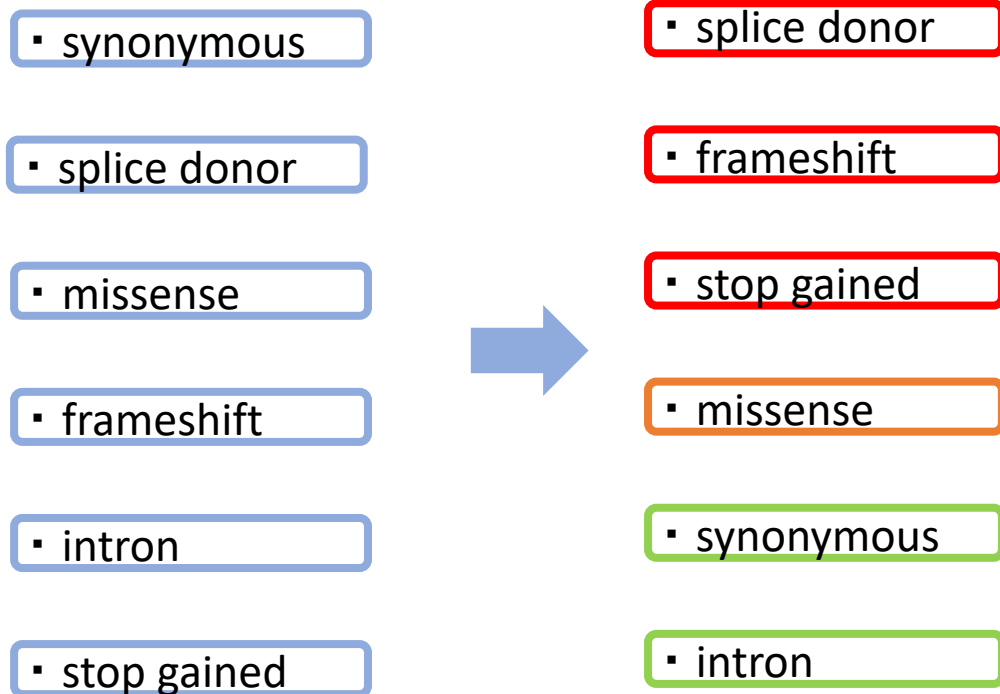 ▪ synonymous
▪ splice donor
▪ missense
▪ frameshift
▪ intron
▪ stop gained
▪ splice donor
▪ frameshift
▪ stop gained
▪ missense
▪ synonymous
▪ intron